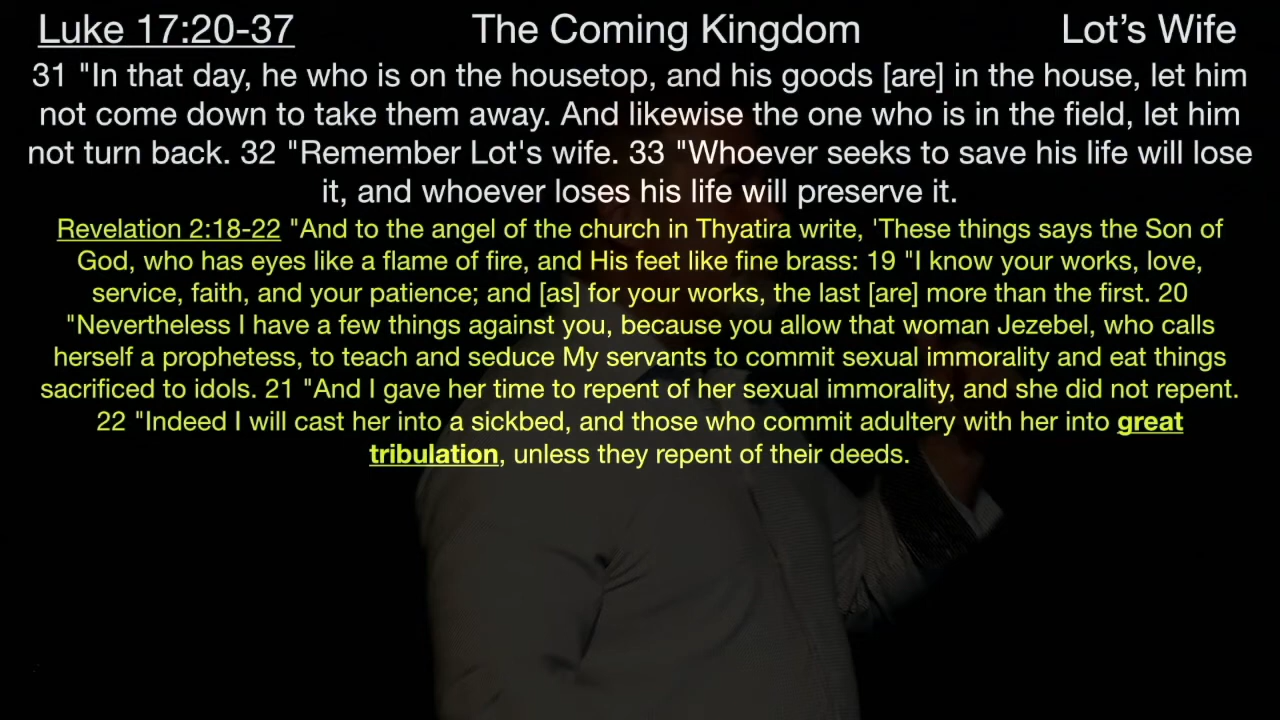 Luke 17:20-37 The Coming Kingdom Lot’s Wife
31 "In that day, he who is on the housetop, and his goods [are] in the house, let him
not come down to take them away. And likewise the one who is in the field, let him
not turn back. 32 "Remember Lot's wife. 33 "Whoever seeks to save his life will lose
it, and whoever loses his life will preserve it.
Revelation 2:18-22 "And to the angel of the church in Thyatira write, 'These things says the Son of
God, who has eyes like a flame of fire, and His feet like fine brass: 19 "I know your works, love,
service, faith, and your patience; and [as] for your works, the last [are] more than the first. 20
"Nevertheless I have a few things against you, because you allow that woman Jezebel, who calls
herself a prophetess, to teach and seduce My servants to commit sexual immorality and eat things
sacrificed to idols. 21 "And I gave her time to repent of her sexual immorality, and she did not repent.
22 "Indeed I will cast her into a sickbed, and those who commit adultery with her into great
tribulation, unless they repent of their deeds.